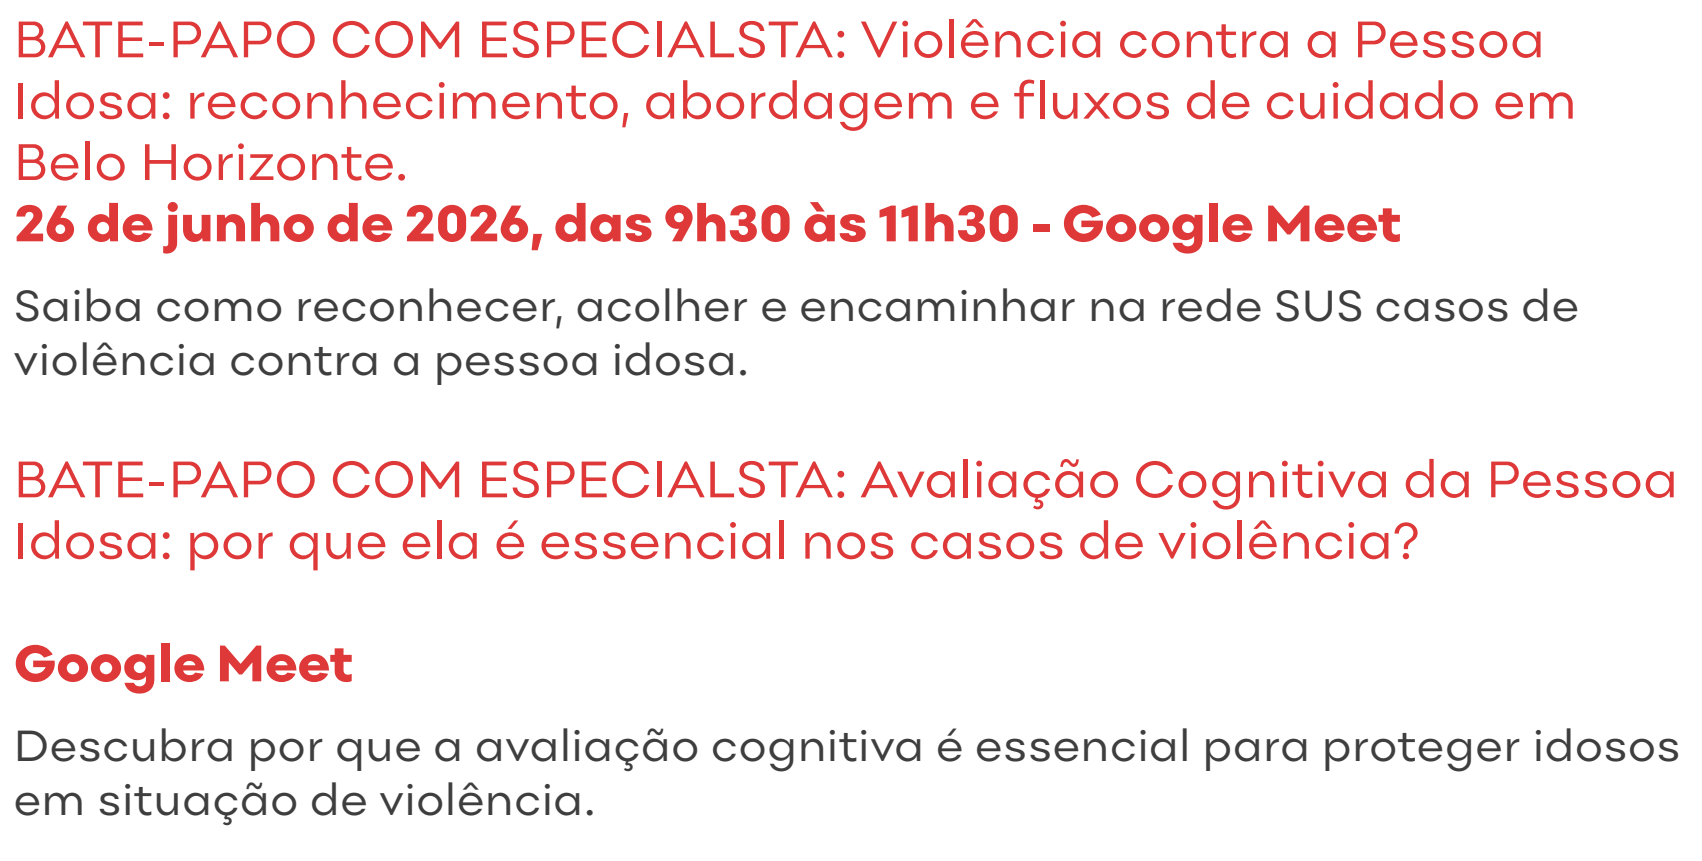 BATE-PAPO COM ESPECIALSTA: Violência contra a Pessoa
Idosa: reconhecimento, abordagem e fluxos de cuidado em
Belo Horizonte.
26 de junho de 2026, das 9h30 às 11h30 - Google Meet
Saiba como reconhecer, acolher e encaminhar na rede SUS casos de
violência contra a pessoa idosa.
BATE-PAPO COM ESPECIALSTA: Avaliação Cognitiva da Pessoa
Idosa: por que ela é essencial nos casos de violência?
Google Meet
Descubra por que a avaliação cognitiva é essencial para proteger idosos
em situação de violência.